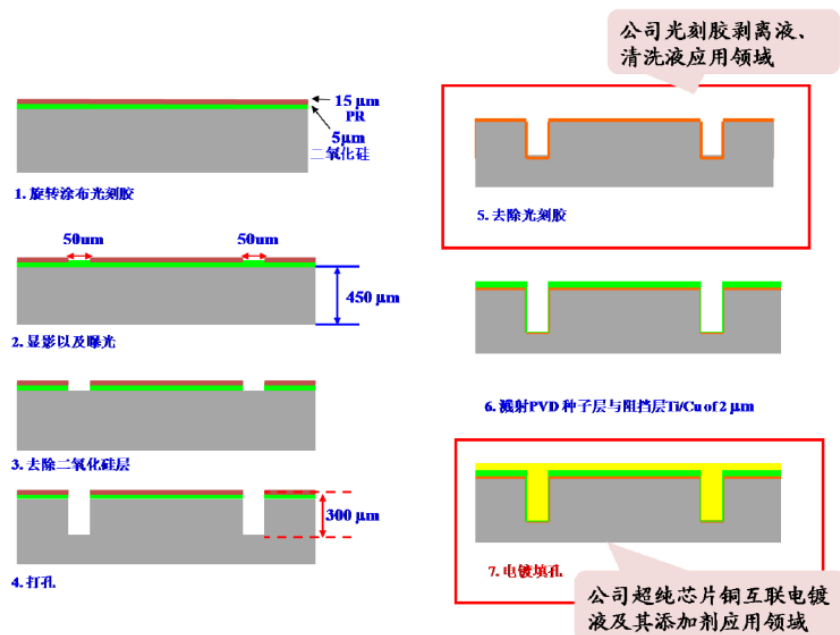 15 μm
PR
5μm
二氧化硅
1. 旋转涂布光刻胶
50um
50um
450 μm
2. 显影以及曝光
3. 去除二氧化硅层
300 μm
4. 打孔
公司光刻胶剥离液、
清洗液应用领域
5. 去除光刻胶
6. 溅射PVD 种子层与阻挡层Ti/Cu of 2 μm
7. 电镀填孔
公司超纯芯片铜互联电镀
液及其添加剂应用领域